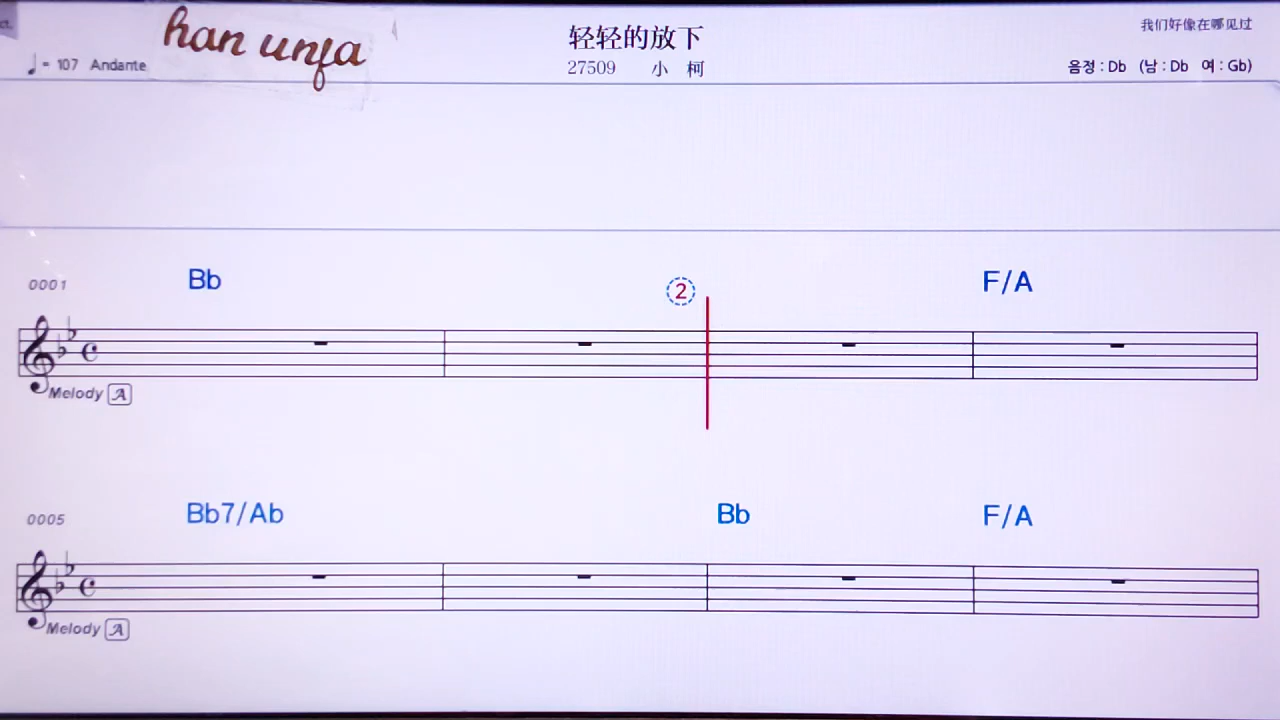 han unfa
轻轻的放下
我们好像在哪见过
♩ = 107 Andante
27509 小 柯
음정 : Db (남 : Db 여 : Gb)
0001 Bb ② F/A
Melody A
0005 Bb7/Ab Bb F/A
Melody A